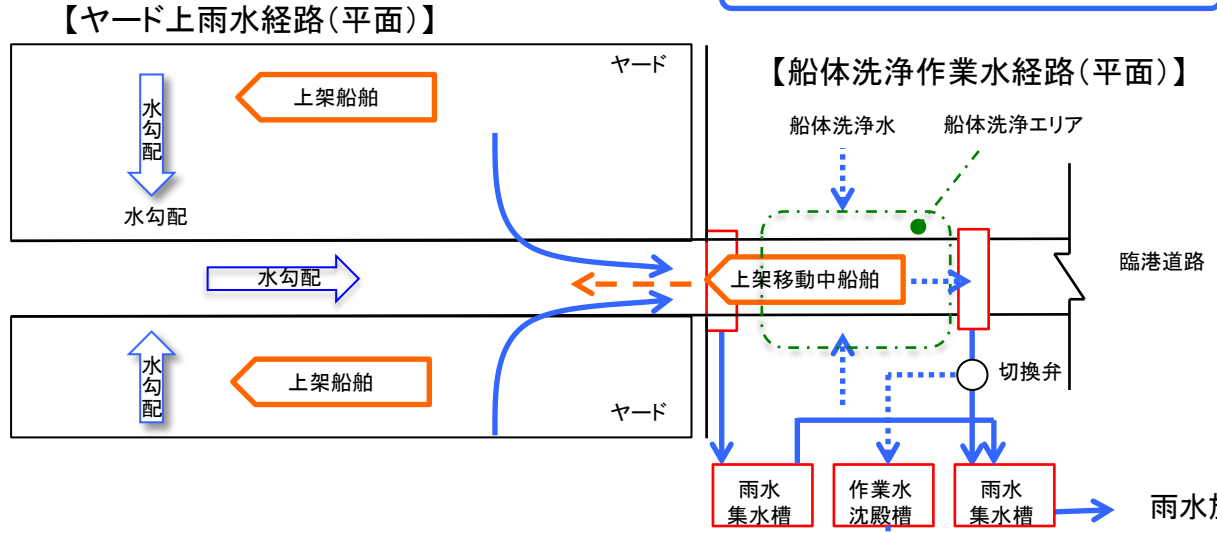 【ヤード上雨水経路(平面)】
ヤード
上架船舶
水勾配
水勾配
水勾配
上架船舶
水勾配
ヤード
【船体洗浄作業水経路(平面)】
船体洗浄水
船体洗浄エリア
上架移動中船舶
臨港道路
切換弁
雨水
集水槽
作業水
沈殿槽
雨水
集水槽
雨水